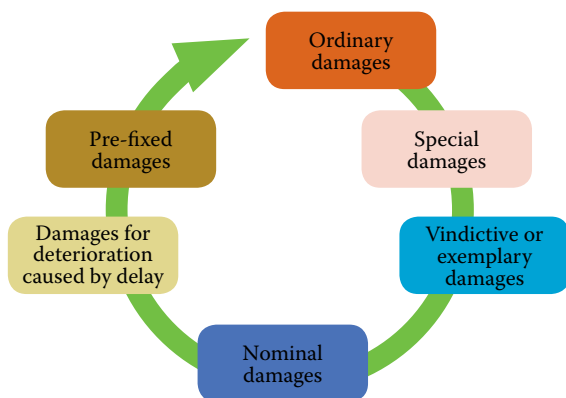 Ordinary
damages
Special
damages
Vindictive or
exemplary
damages
Nominal
damages
Damages for
deterioration
caused by delay
Pre-fixed
damages